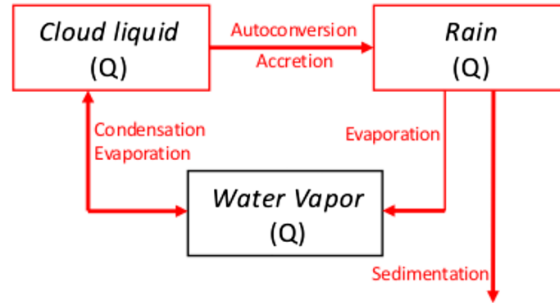 Cloud liquid
(Q)
Autoconversion
Accretion
Rain
(Q)
Condensation
Evaporation
Evaporation
Water Vapor
(Q)
Sedimentation